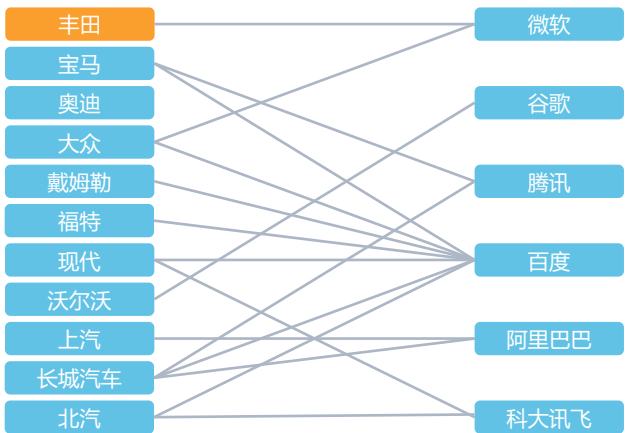 丰田
宝马
奥迪
大众
戴姆勒
福特
现代
沃尔沃
上汽
长城汽车
北汽
微软
谷歌
腾讯
百度
阿里巴巴
科大讯飞